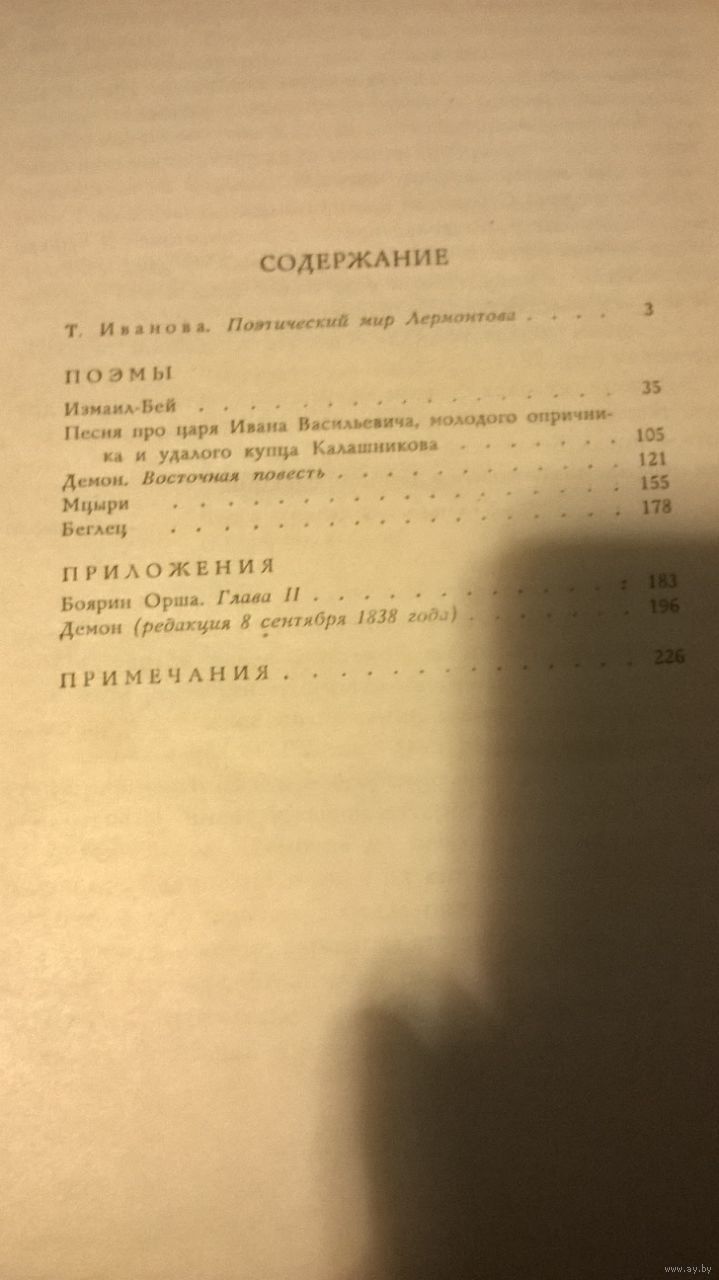 СОДЕРЖАНИЕ
Т. Иванова. Поэтический мир Лермонтова . . . . 3
ПОЭМЫ
Измаил-Бей . . . . . . . . . . . . . . . . 35
Песня про царя Ивана Васильевича, молодого опрични-
ка и удалого купца Калашникова . . . . . . 105
Демон. Восточная повесть . . . . . . . . . . . 121
Мцыри . . . . . . . . . . . . . . . . . 155
Беглец . . . . . . . . . . . . . . . . . 178
ПРИЛОЖЕНИЯ
Боярин Орша. Глава II . . . . . . . . . . . . : 183
Демон (редакция 8 сентября 1838 года) . . . . . . 196
ПРИМЕЧАНИЯ . . . . . . . . . . . . . 226
www.ay.by